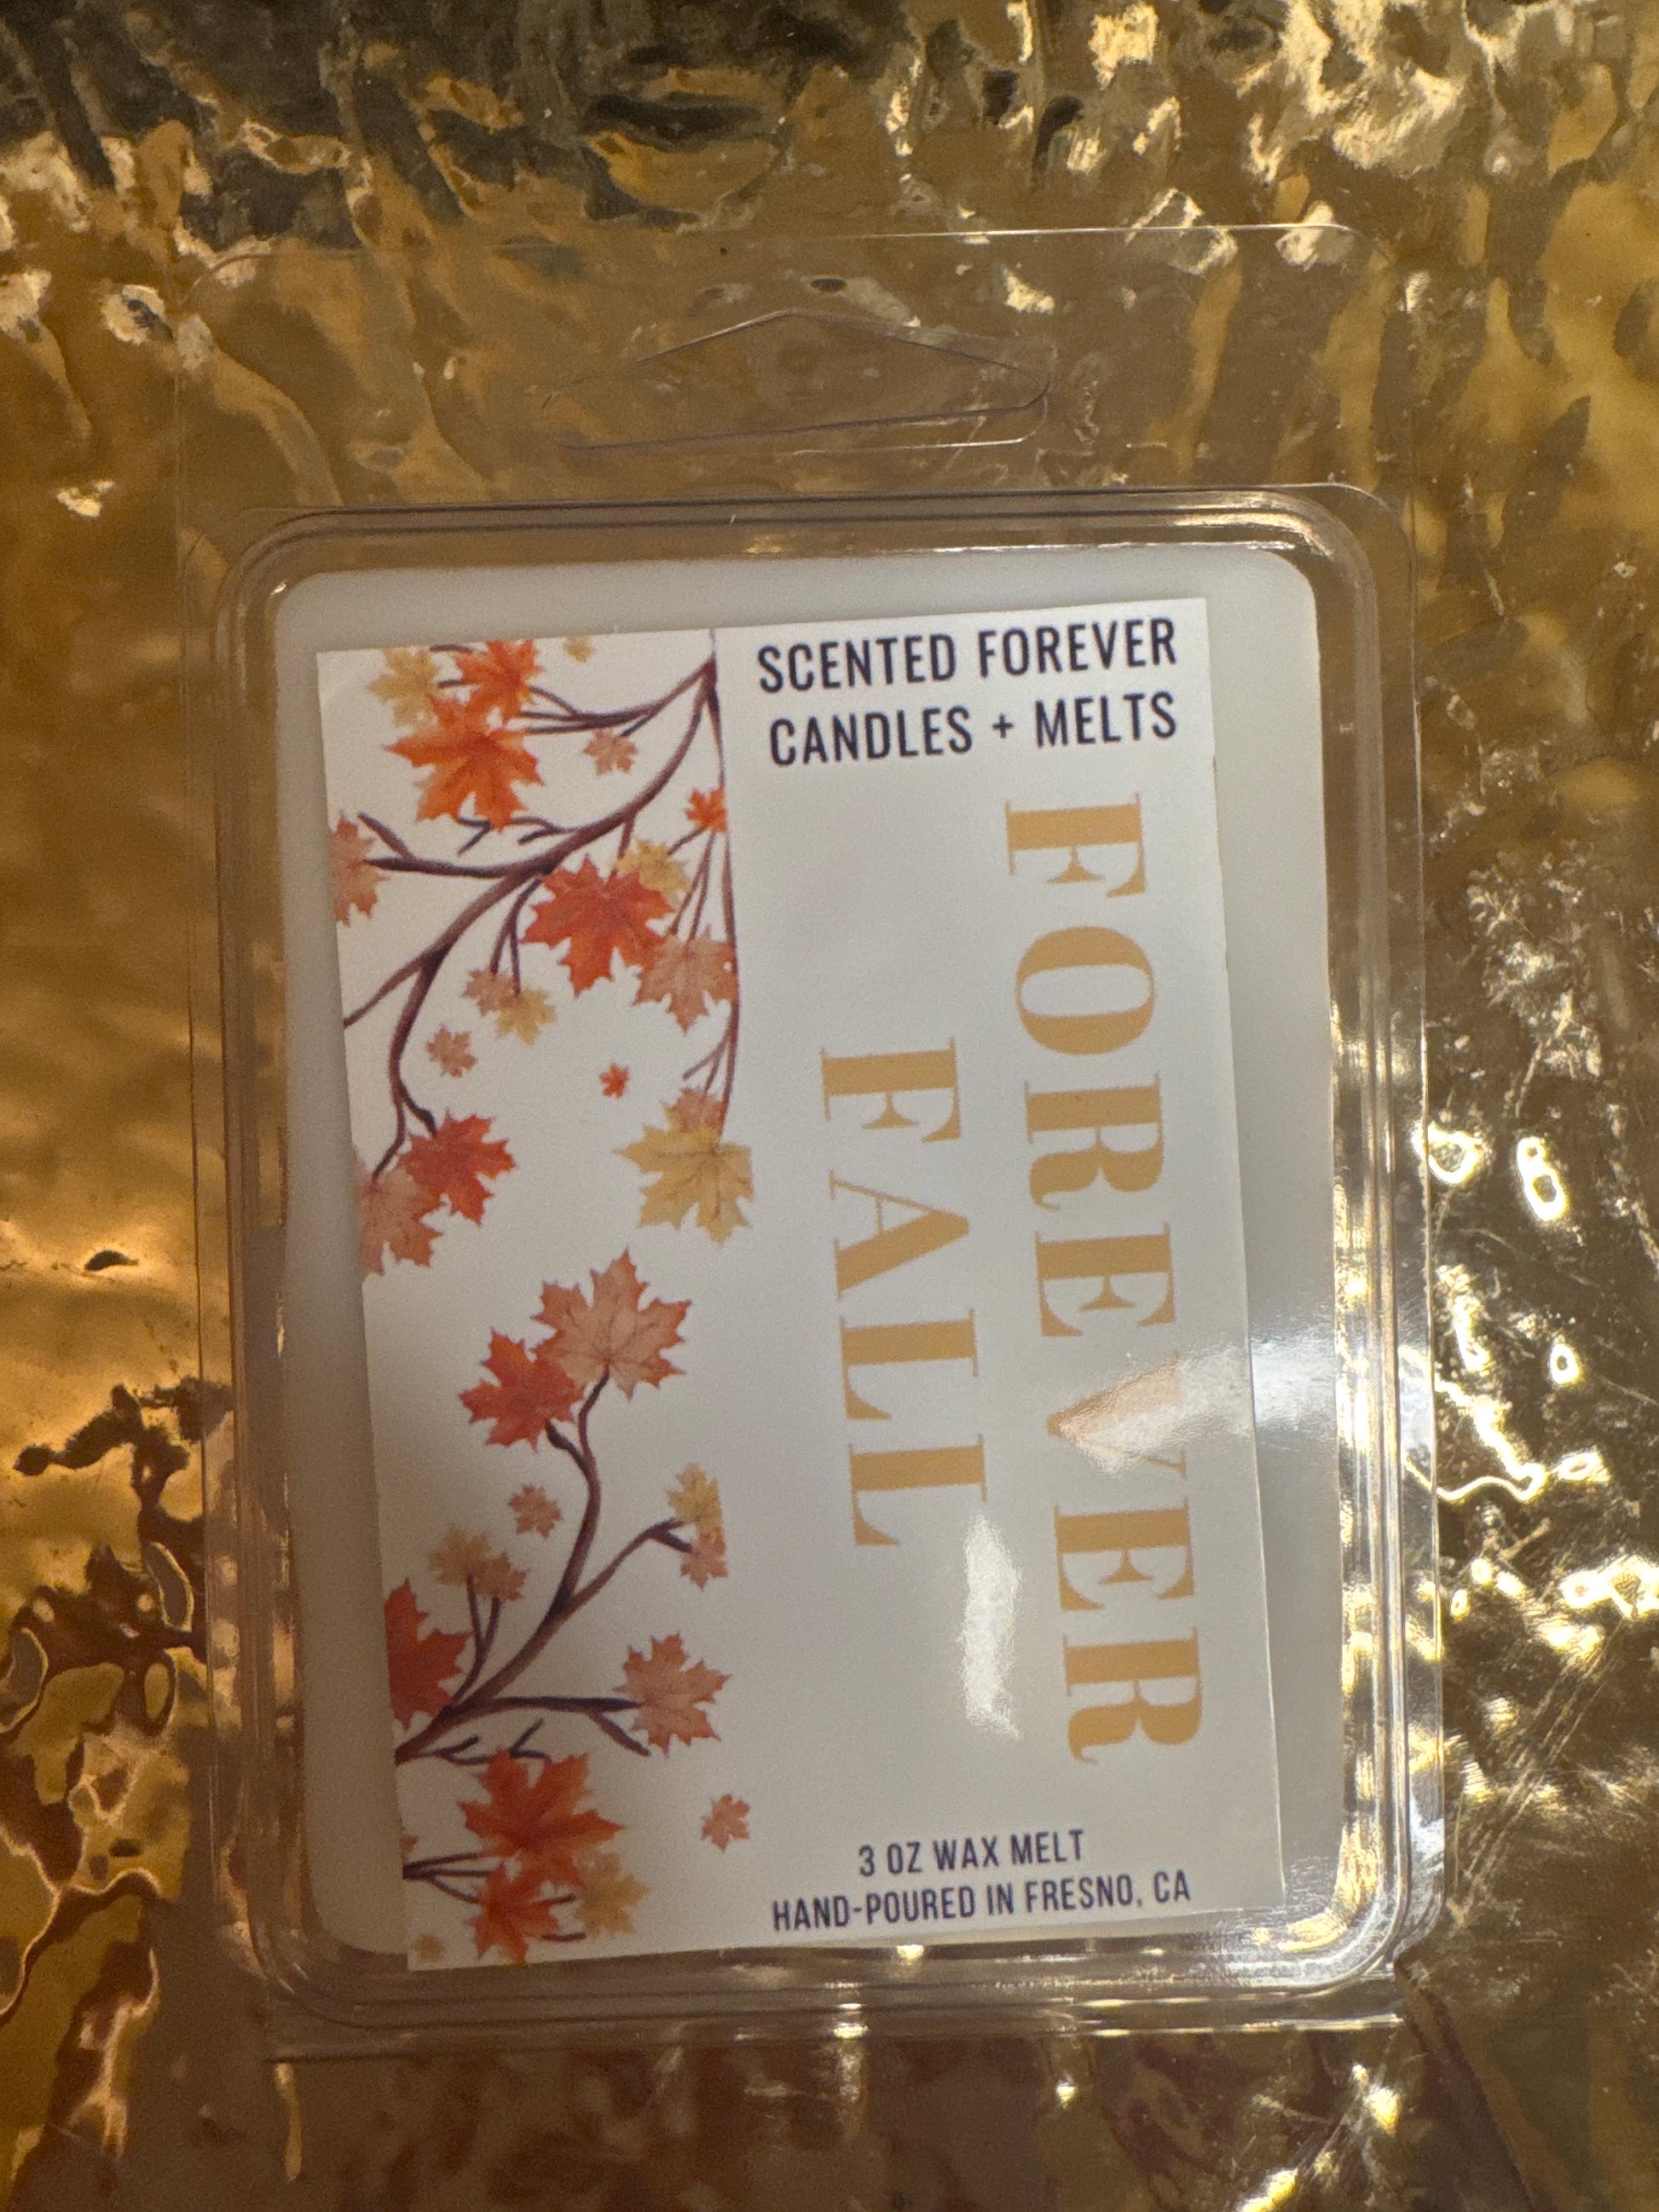 SCENTED FOREVER
CANDLES + MELTS
FOREVER
FALL
3 OZ WAX MELT
HAND-POURED IN FRESNO, CA